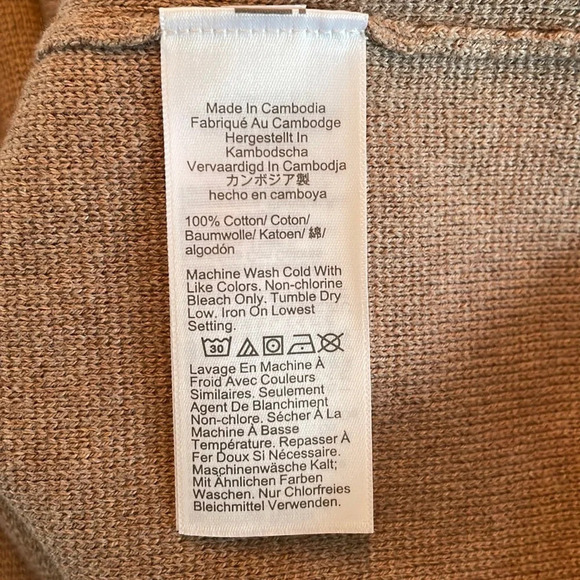 Made In Cambodia
Fabriqué Au Cambodge
Hergestellt In
Kambodscha
Vervaardigd In Cambodja
カンボジア製
hecho en camboya
100% Cotton/ Coton/
Baumwolle/ Katoen/ 綿/
algodón
Machine Wash Cold With
Like Colors. Non-chlorine
Bleach Only. Tumble Dry
Low. Iron On Lowest
Setting.
30
Lavage En Machine À
Froid Avec Couleurs
Similaires. Seulement
Agent De Blanchiment
Non-chlore. Sécher À La
Machine À Basse
Température. Repasser À
Fer Doux Si Nécessaire.
Maschinenwäsche Kalt;
Mit Ähnlichen Farben
Waschen. Nur Chlorfreies
Bleichmittel Verwenden.